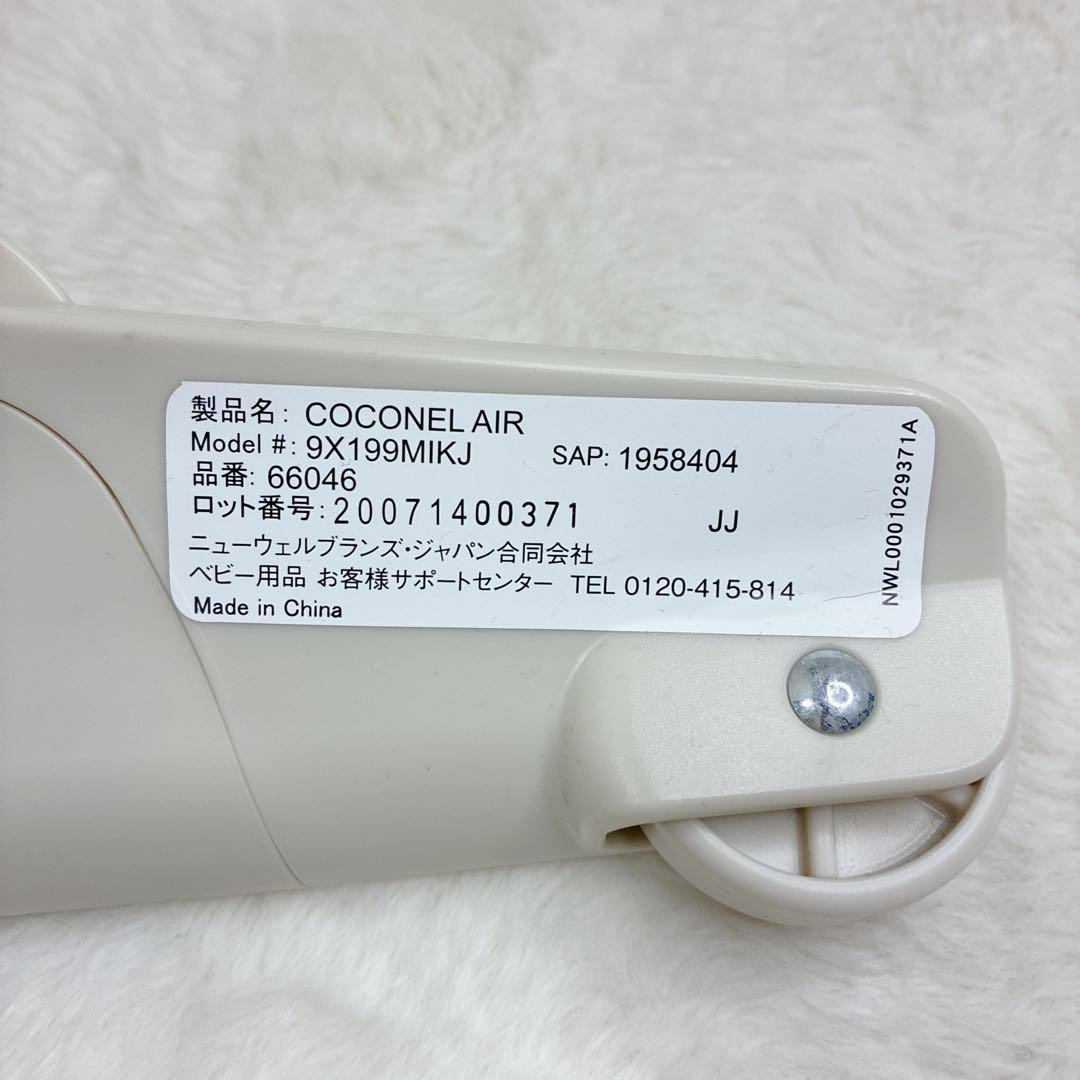 製品名: COCONEL AIR
Model #: 9X199MIKJ SAP: 1958404
品番: 66046
ロット番号: 20071400371 JJ
ニューウェルブランズ・ジャパン合同会社
ベビー用品 お客様サポートセンター TEL 0120-415-814
Made in China
NWL0001029371A